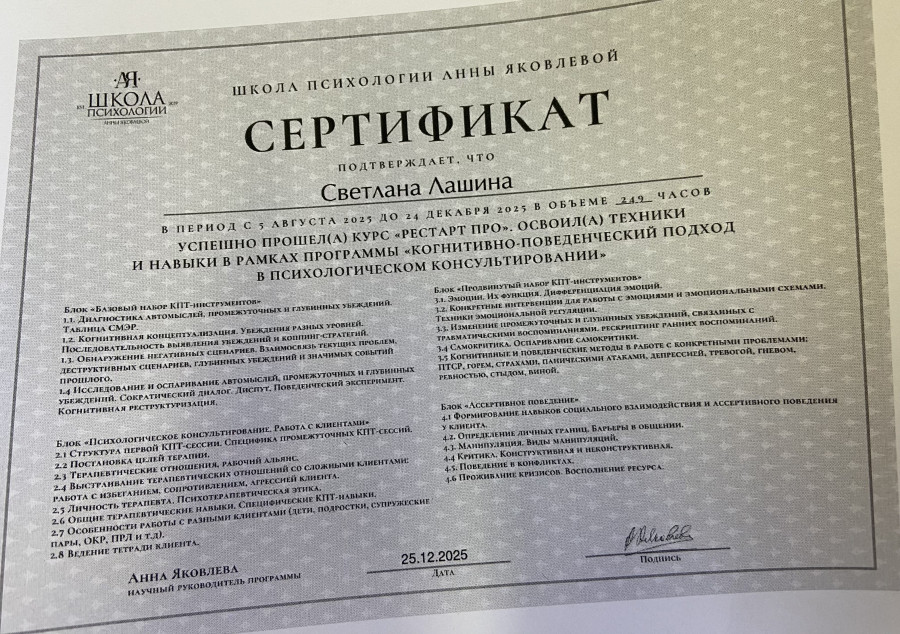 АЯ
ШКОЛА
ПСИХОЛОГИИ
АННЫ ЯКОВЛЕВОЙ
ШКОЛА ПСИХОЛОГИИ АННЫ ЯКОВЛЕВОЙ
СЕРТИФИКАТ
ПОДТВЕРЖДАЕТ, ЧТО
Светлана Лашина
В ПЕРИОД С 5 АВГУСТА 2025 ДО 24 ДЕКАБРЯ 2025 В ОБЪЕМЕ 249 ЧАСОВ
УСПЕШНО ПРОШЕЛ(А) КУРС «РЕСТАРТ ПРО». ОСВОИЛ(А) ТЕХНИКИ
И НАВЫКИ В РАМКАХ ПРОГРАММЫ «КОГНИТИВНО-ПОВЕДЕНЧЕСКИЙ ПОДХОД
В ПСИХОЛОГИЧЕСКОМ КОНСУЛЬТИРОВАНИИ»
Блок «Базовый набор КПТ-инструментов»
1.1. Диагностика автомыслей, промежуточных и глубинных убеждений.
Таблица СМЭР.
1.2. Когнитивная концептуализация. Убеждения разных уровней.
Последовательность выявления убеждений и копинг-стратегий.
1.3. Обнаружение негативных сценариев. Взаимосвязь текущих проблем,
деструктивных сценариев, глубинных убеждений и значимых событий
прошлого.
1.4 Исследование и оспаривание автомыслей, промежуточных и глубинных
убеждений. Сократический диалог. Диспут. Поведенческий эксперимент.
Когнитивная реструктуризация.
Блок «Психологическое консультирование. Работа с клиентами»
2.1 Структура первой КПТ-сессии. Специфика промежуточных КПТ-сессий.
2.2 Постановка целей терапии.
2.3 Терапевтические отношения, рабочий альянс.
2.4 Выстраивание терапевтических отношений со сложными клиентами:
работа с избеганием, сопротивлением, агрессией клиента.
2.5 Личность терапевта. Психотерапевтическая этика.
2.6 Общие терапевтические навыки. Специфические КПТ-навыки.
2.7 Особенности работы с разными клиентами (дети, подростки, супружеские
пары, ОКР, ПРЛ и т.д).
2.8 Ведение тетради клиента.
Блок «Продвинутый набор КПТ-инструментов»
3.1. Эмоции. Их функция. Дифференциация эмоций.
3.2. Конкретные интервенции для работы с эмоциями и эмоциональными схемами.
Техники эмоциональной регуляции.
3.3. Изменение промежуточных и глубинных убеждений, связанных с
травматическими воспоминаниями. Рескриптинг ранних воспоминаний.
3.4 Самокритика. Оспаривание самокритики.
3.5 Когнитивные и поведенческие методы в работе с конкретными проблемами:
ПТСР, горем, страхами, паническими атаками, депрессией, тревогой, гневом,
ревностью, стыдом, виной.
Блок «Ассертивное поведение»
4.1 Формирование навыков социального взаимодействия и ассертивного поведения
у клиента.
4.2. Определение личных границ. Барьеры в общении.
4.3. Манипуляция. Виды манипуляций.
4.4 Критика. Конструктивная и неконструктивная.
4.5. Поведение в конфликтах.
4.6 Проживание кризисов. Восполнение ресурса.
Анна Яковлева
научный руководитель программы
25.12.2025
Дата
Подпись